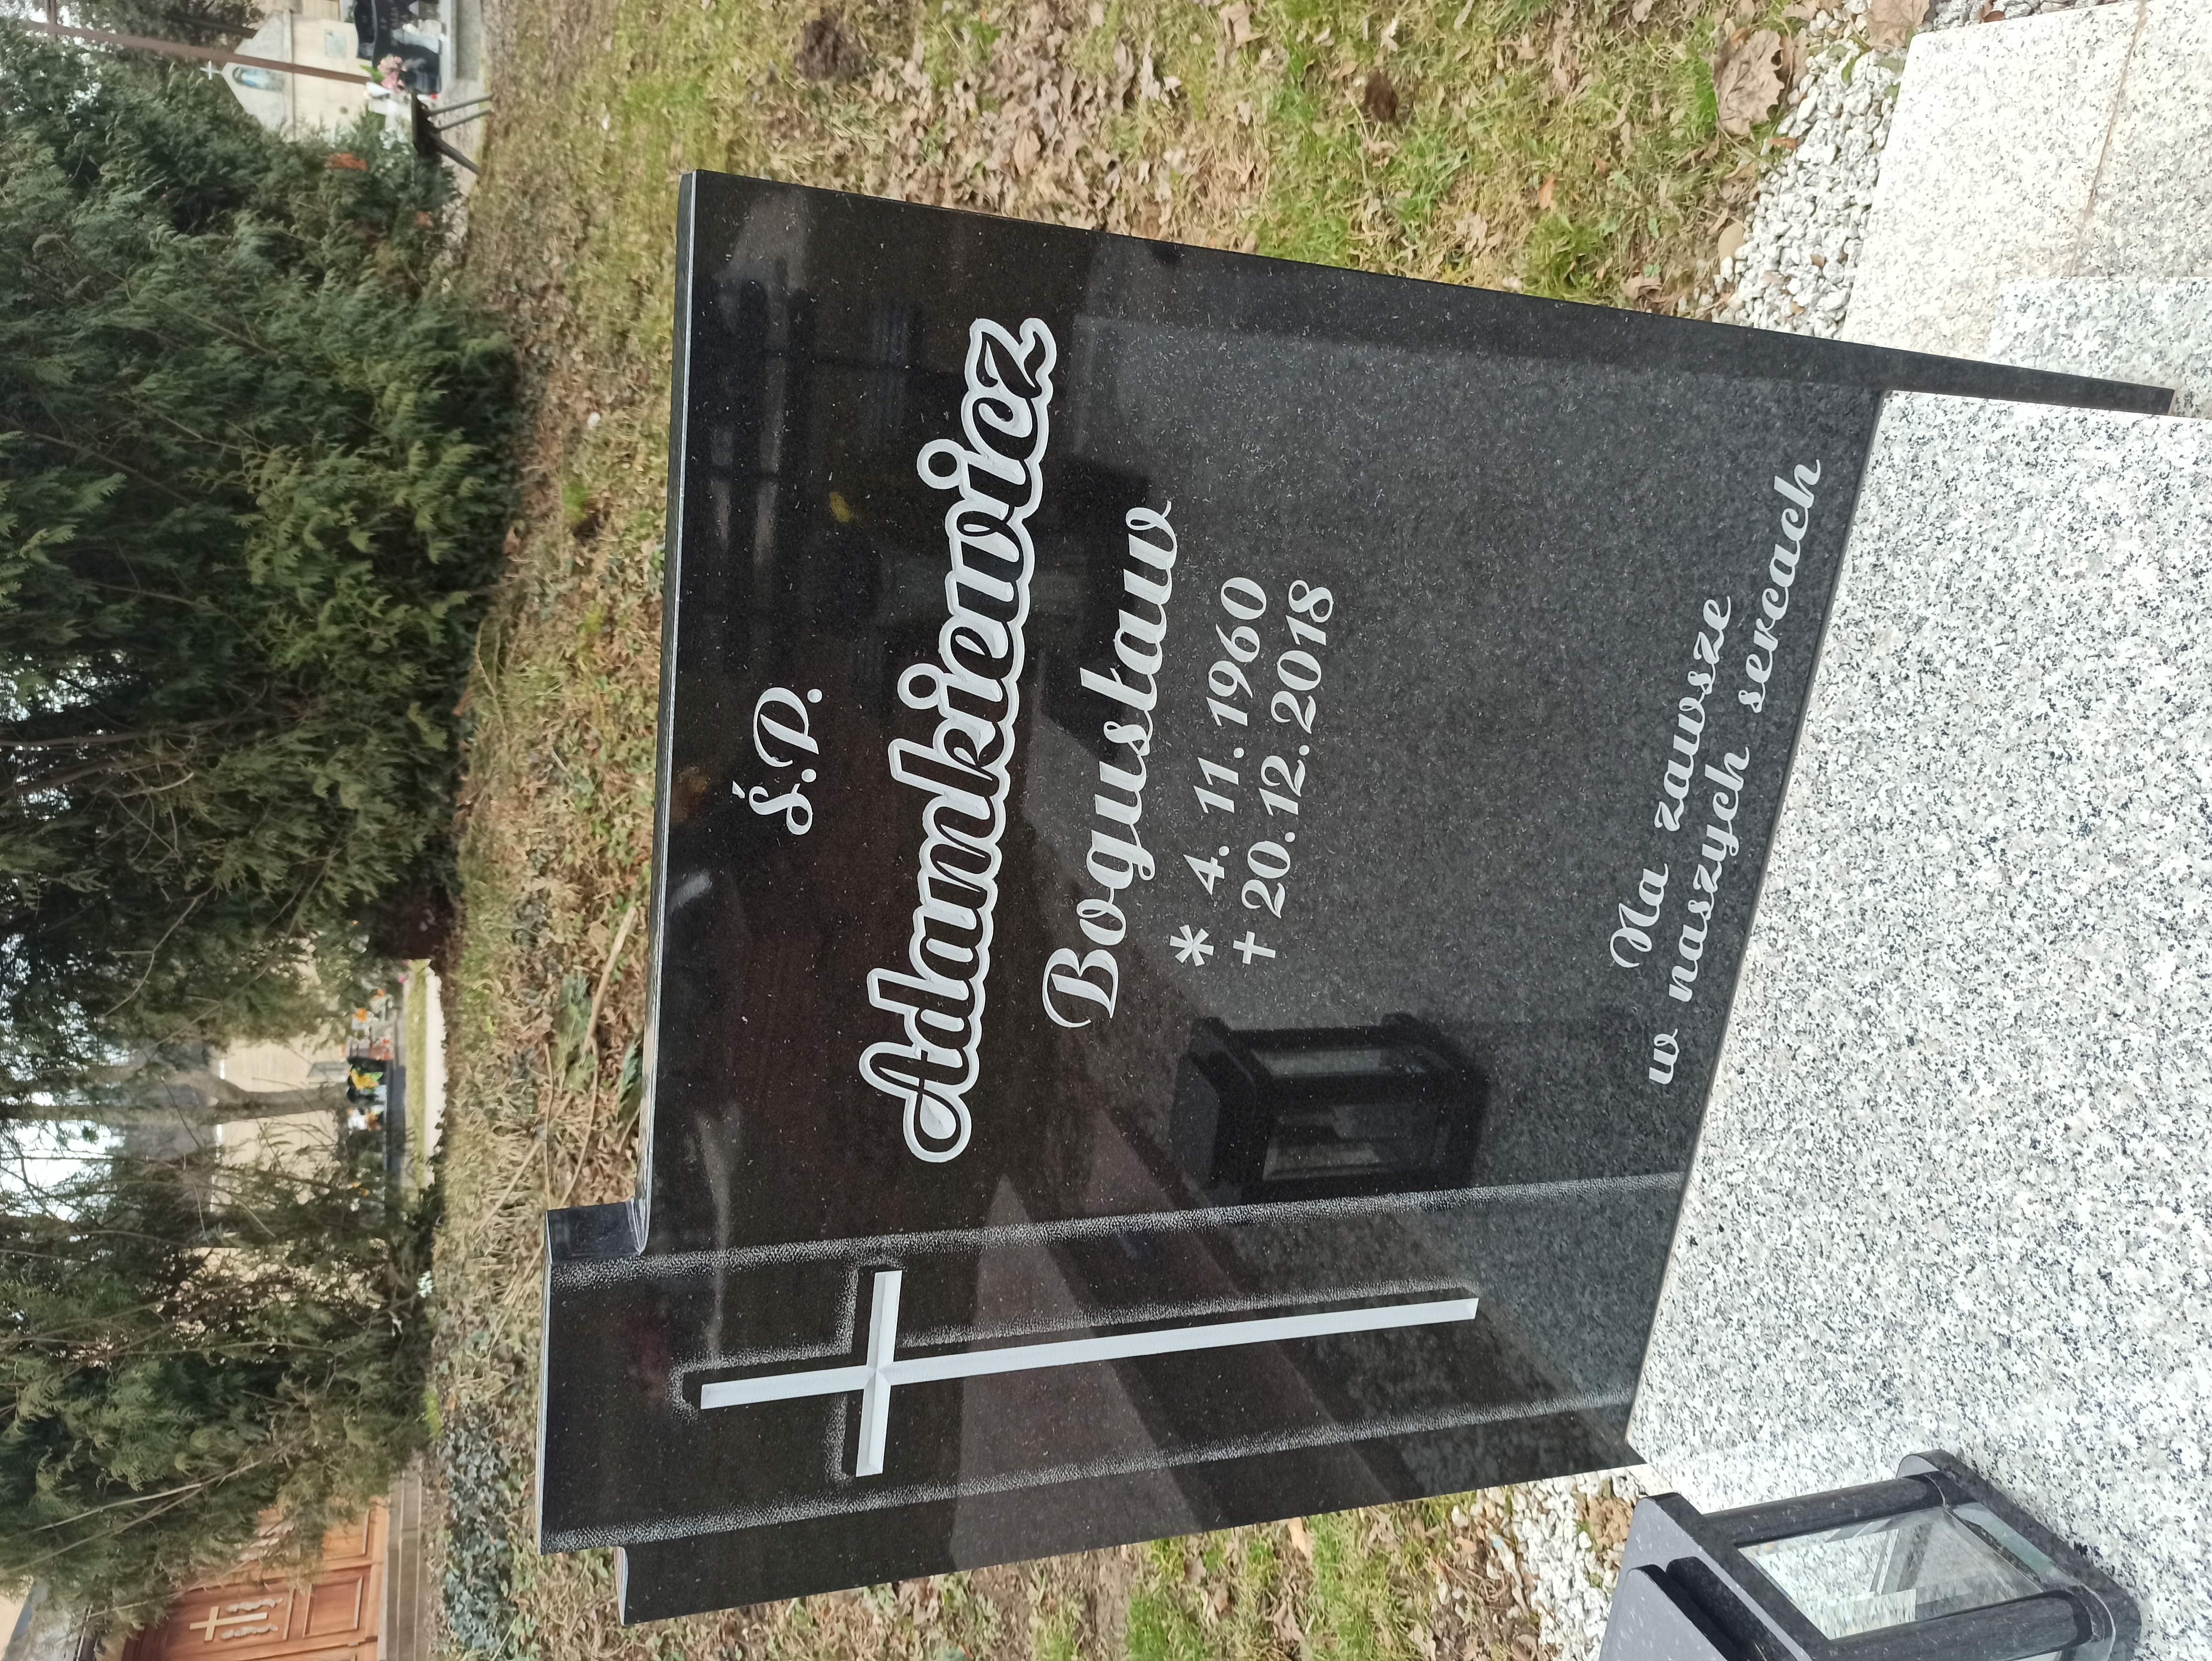 Ś.P.
Adamkiewicz
Bogusław
* 4.11.1960
† 20.12.2018
Na zawsze
w naszych sercach